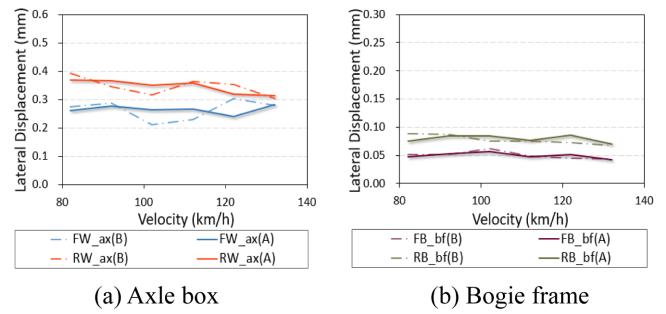 Lateral Displacement (mm)
0.6
0.5
0.4
0.3
0.2
0.1
0.0
80
100
120
140
Velocity (km/h)
FW_ax(B)
FW_ax(A)
RW_ax(B)
RW_ax(A)
(a) Axle box
Lateral Displacement (mm)
0.30
0.25
0.20
0.15
0.10
0.05
0.00
80
100
120
140
Velocity (km/h)
FB_bf(B)
FB_bf(A)
RB_bf(B)
RB_bf(A)
(b) Bogie frame